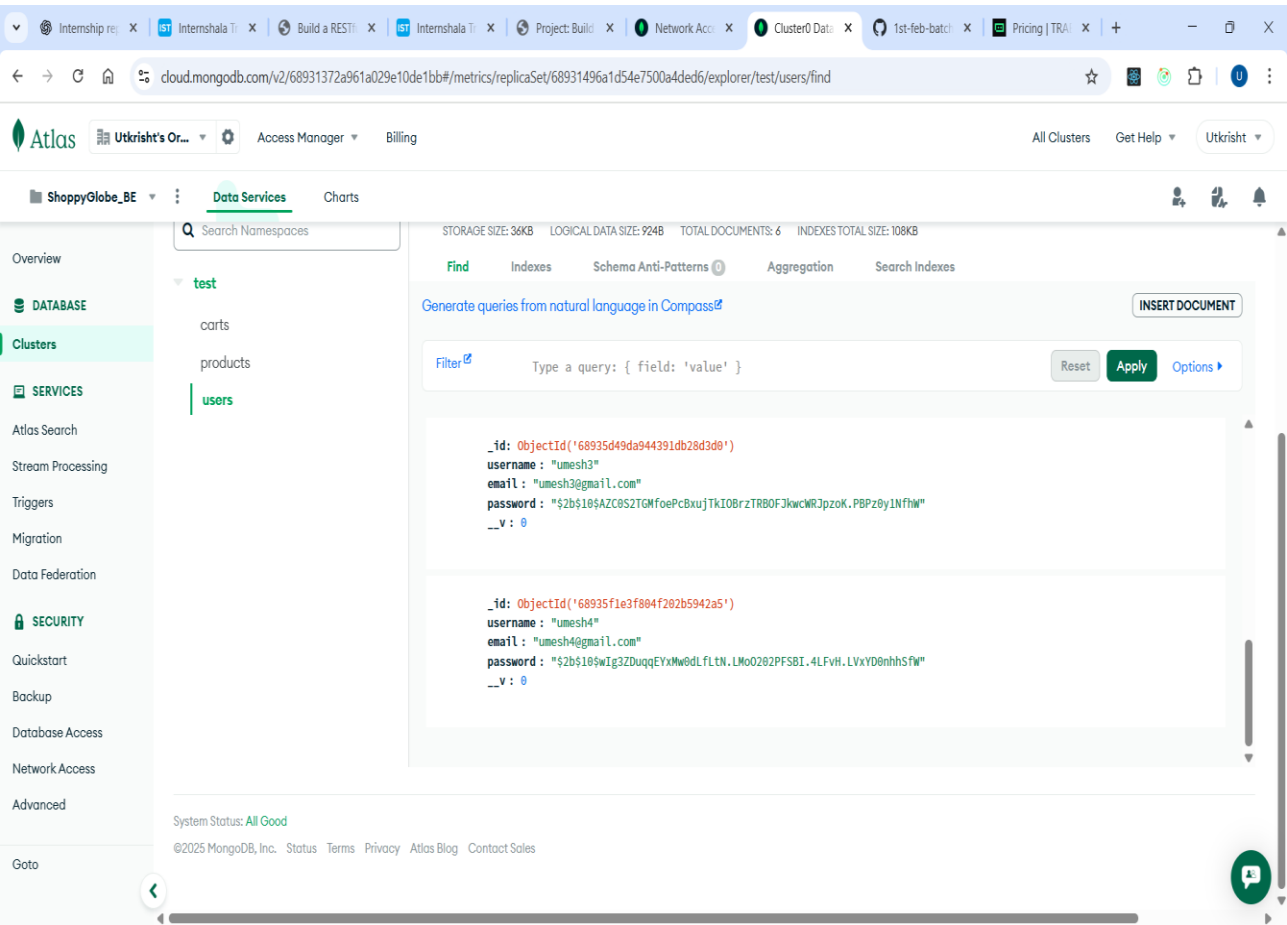 Internship rep
Internshala Tr
Build a RESTf
Internshala Tr
Project: Build
Network Acce
Cluster0 Data
1st-feb-batch
Pricing | TRAE
cloud.mongodb.com/v2/68931372a961a029e10de1bb#/metrics/replicaSet/68931496a1d54e7500a4ded6/explorer/test/users/find
U
Atlas
Utkrisht's Or...
Access Manager
Billing
All Clusters
Get Help
Utkrisht
ShoppyGlobe_BE
Data Services
Charts
Overview
DATABASE
Clusters
SERVICES
Atlas Search
Stream Processing
Triggers
Migration
Data Federation
SECURITY
Quickstart
Backup
Database Access
Network Access
Advanced
Goto
Search Namespaces
test
carts
products
users
STORAGE SIZE: 36KB LOGICAL DATA SIZE: 924B TOTAL DOCUMENTS: 6 INDEXES TOTAL SIZE: 108KB
Find Indexes Schema Anti-Patterns 0 Aggregation Search Indexes
Generate queries from natural language in Compass
INSERT DOCUMENT
Filter
Type a query: { field: 'value' }
Reset
Apply
Options
_id: ObjectId('68935d49da944391db28d3d0')
username : "umesh3"
email : "umesh3@gmail.com"
password : "$2b$10$AZC0S2TGMfoePcBxujTkIOBrzTRBOFJkwcWRJpzoK.PBPz0y1NfhW"
__v : 0
_id: ObjectId('68935f1e3f804f202b5942a5')
username : "umesh4"
email : "umesh4@gmail.com"
password : "$2b$10$wIg3ZDuqqEYxMw0dLfLtN.LMoO202PFSBI.4LFvH.LVxYD0nhhSfW"
__v : 0
System Status: All Good
©2025 MongoDB, Inc. Status Terms Privacy Atlas Blog Contact Sales